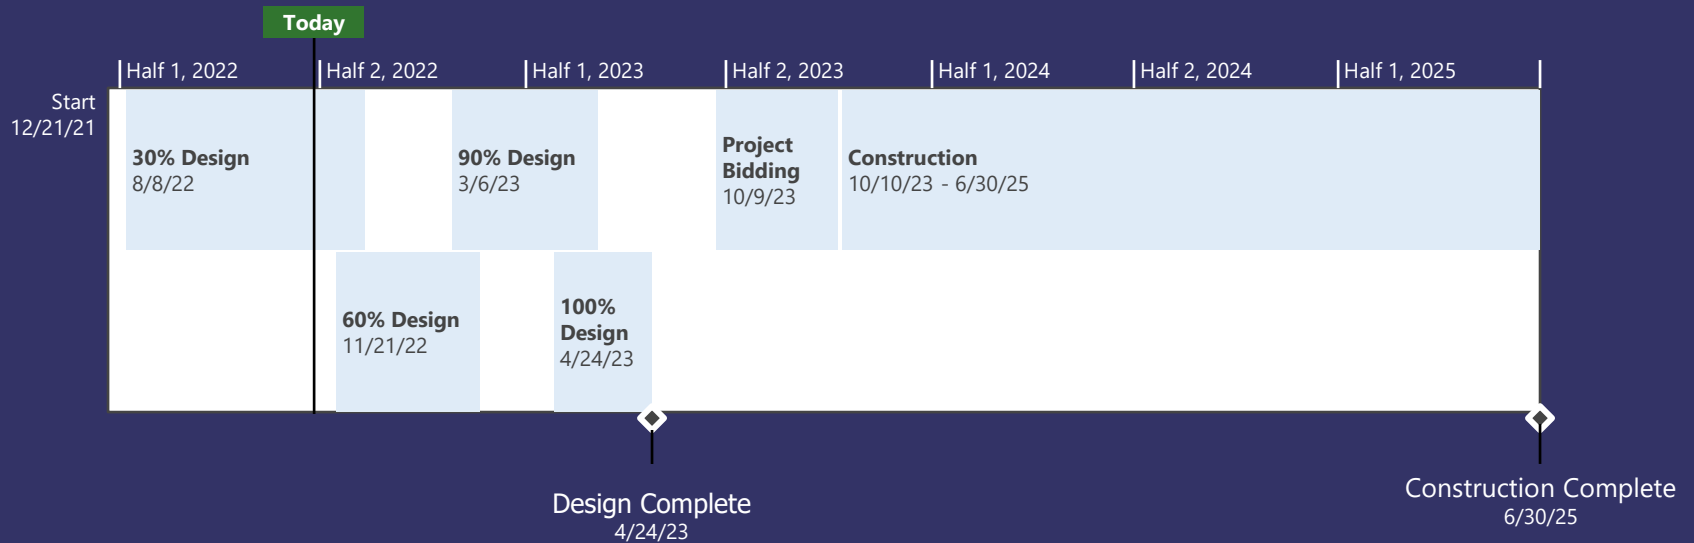 Today
Half 1, 2022
Half 2, 2022
Half 1, 2023
Half 2, 2023
Half 1, 2024
Half 2, 2024
Half 1, 2025
Start
12/21/21
30% Design
8/8/22
90% Design
3/6/23
Project
Bidding
10/9/23
Construction
10/10/23 - 6/30/25
60% Design
11/21/22
100%
Design
4/24/23
Design Complete
4/24/23
Construction Complete
6/30/25